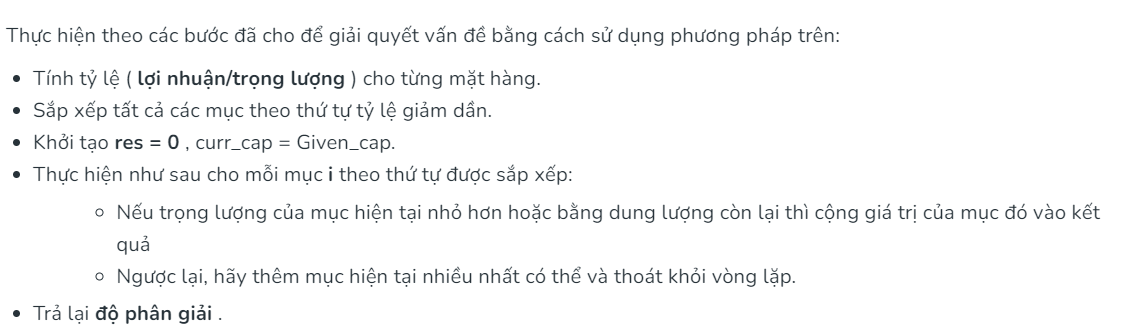 Thực hiện theo các bước đã cho để giải quyết vấn đề bằng cách sử dụng phương pháp trên:
• Tính tỷ lệ ( lợi nhuận/trọng lượng ) cho từng mặt hàng.
• Sắp xếp tất cả các mục theo thứ tự tỷ lệ giảm dần.
• Khởi tạo res = 0 , curr_cap = Given_cap.
• Thực hiện như sau cho mỗi mục i theo thứ tự được sắp xếp:
◦ Nếu trọng lượng của mục hiện tại nhỏ hơn hoặc bằng dung lượng còn lại thì cộng giá trị của mục đó vào kết
quả
◦ Ngược lại, hãy thêm mục hiện tại nhiều nhất có thể và thoát khỏi vòng lặp.
• Trả lại độ phân giải .